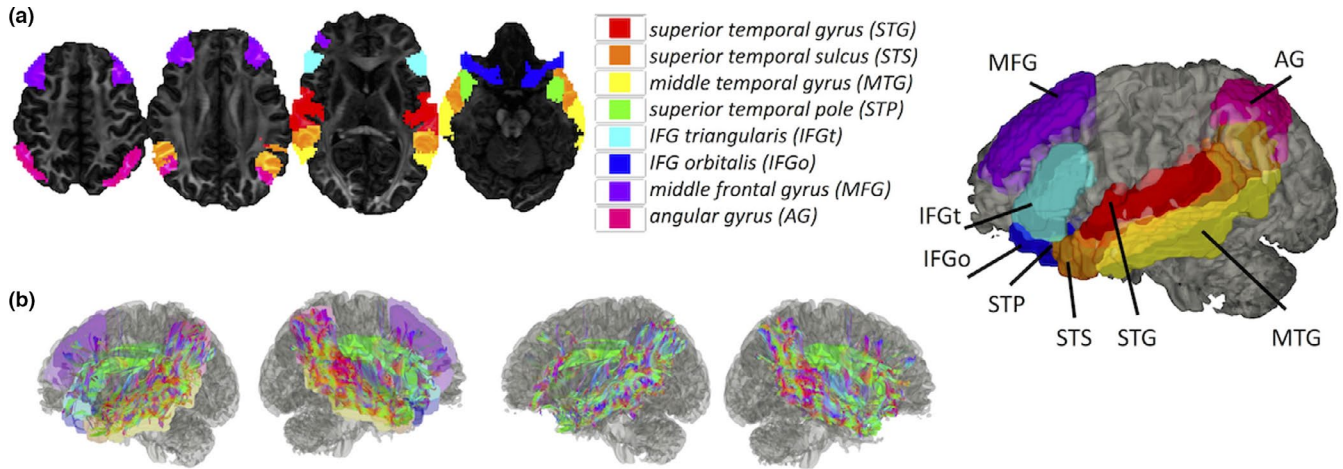 (a)
superior temporal gyrus (STG)
superior temporal sulcus (STS)
middle temporal gyrus (MTG)
superior temporal pole (STP)
IFG triangularis (IFGt)
IFG orbitalis (IFGo)
middle frontal gyrus (MFG)
angular gyrus (AG)
MFG
AG
IFGt
IFGo
STP
STS
STG
MTG
(b)